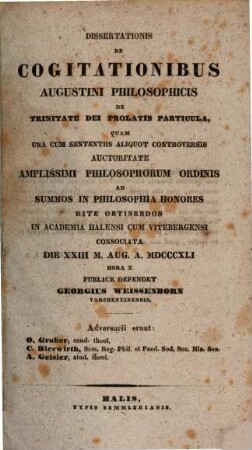 DISSERTATIONIS
DE
COGITATIONIBUS
AUGUSTINI PHILOSOPHICIS
DE
TRINITATE DEI PROLATIS PARTICULA,
QUAM
UNA CUM SENTENTIIS ALIQUOT CONTROVERSIS
AUCTORITATE
AMPLISSIMI PHILOSOPHORUM ORDINIS
AD
SUMMOS IN PHILOSOPHIA HONORES
RITE OBTINENDOS
IN ACADEMIA HALENSI CUM VITEBERGENSI
CONSOCIATA
DIE XXIII M. AUG. A. MDCCCXLI
HORA X
PUBLICE DEFENDET
GEORGIUS WEISSENBORN
VARCHENTINENSIS,
Adversarii erunt:
O. Gruber, cand. theol.
C. Bierwirth, Sem. Reg. Phil. et Paed. Sod. Soc. His. Sen.
A. Geisler, stud. theol.
HALIS,
TYPIS SEMMLERIANIS.